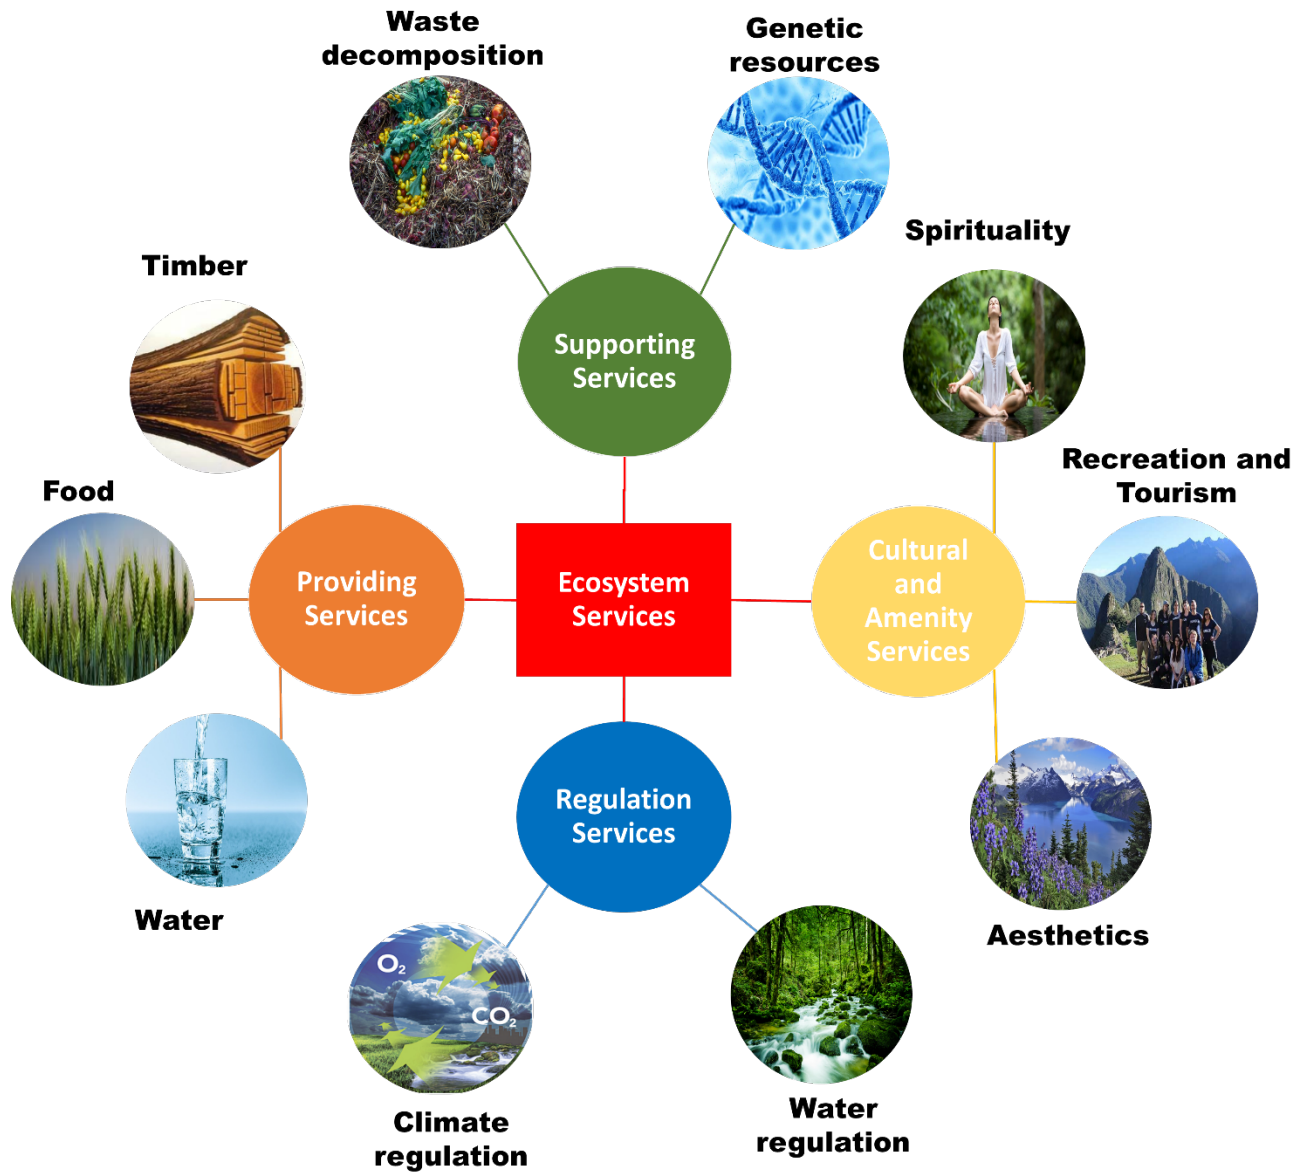 Waste
decomposition
Genetic
resources
Spirituality
Timber
Supporting
Services
Recreation and
Tourism
Food
Providing
Services
Ecosystem
Services
Cultural
and
Amenity
Services
Regulation
Services
Water
Aesthetics
O2
CO2
Climate
regulation
Water
regulation